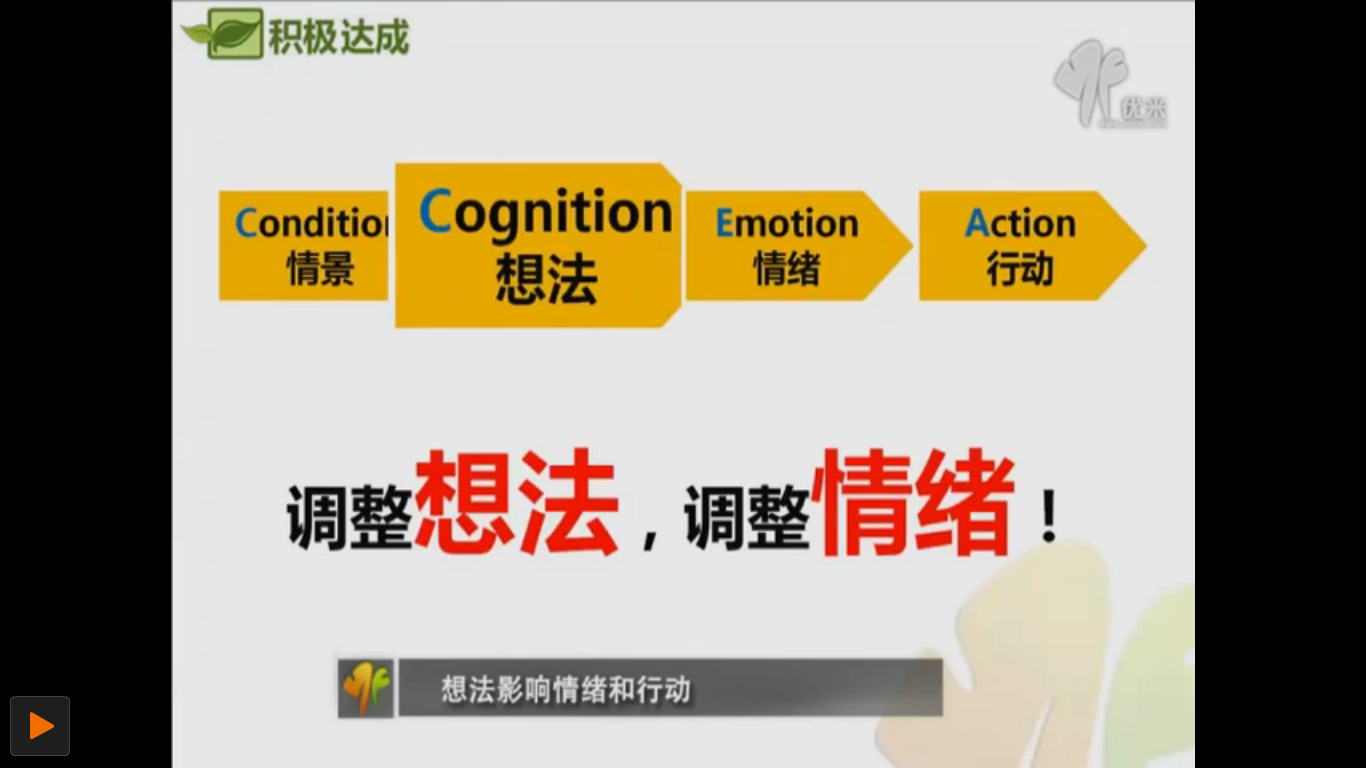 积极达成
优米
Conditio
情景
Cognition
想法
Emotion
情绪
Action
行动
调整想法，调整情绪！
想法影响情绪和行动